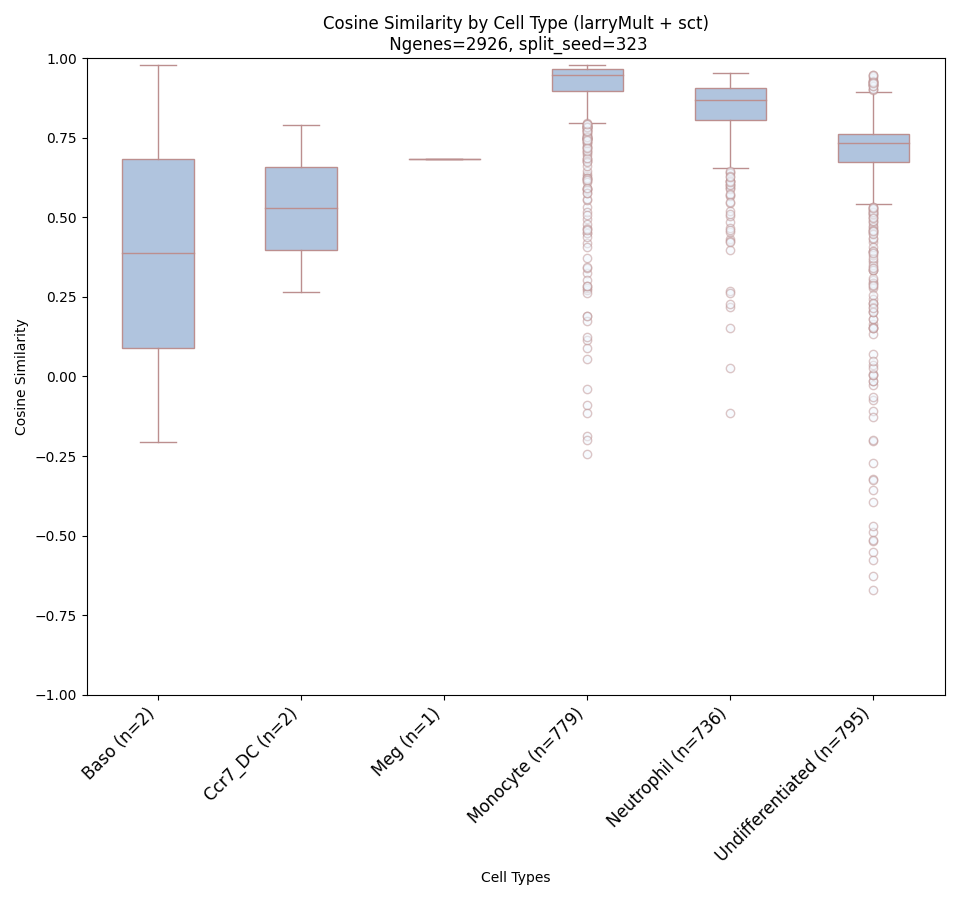 Cosine Similarity by Cell Type (larryMult + sct)
Ngenes=2926, split_seed=323
1.00
0.75
0.50
0.25
0.00
−0.25
−0.50
−0.75
−1.00
Cosine Similarity
Baso (n=2)
Ccr7_DC (n=2)
Meg (n=1)
Monocyte (n=779)
Neutrophil (n=736)
Undifferentiated (n=795)
Cell Types